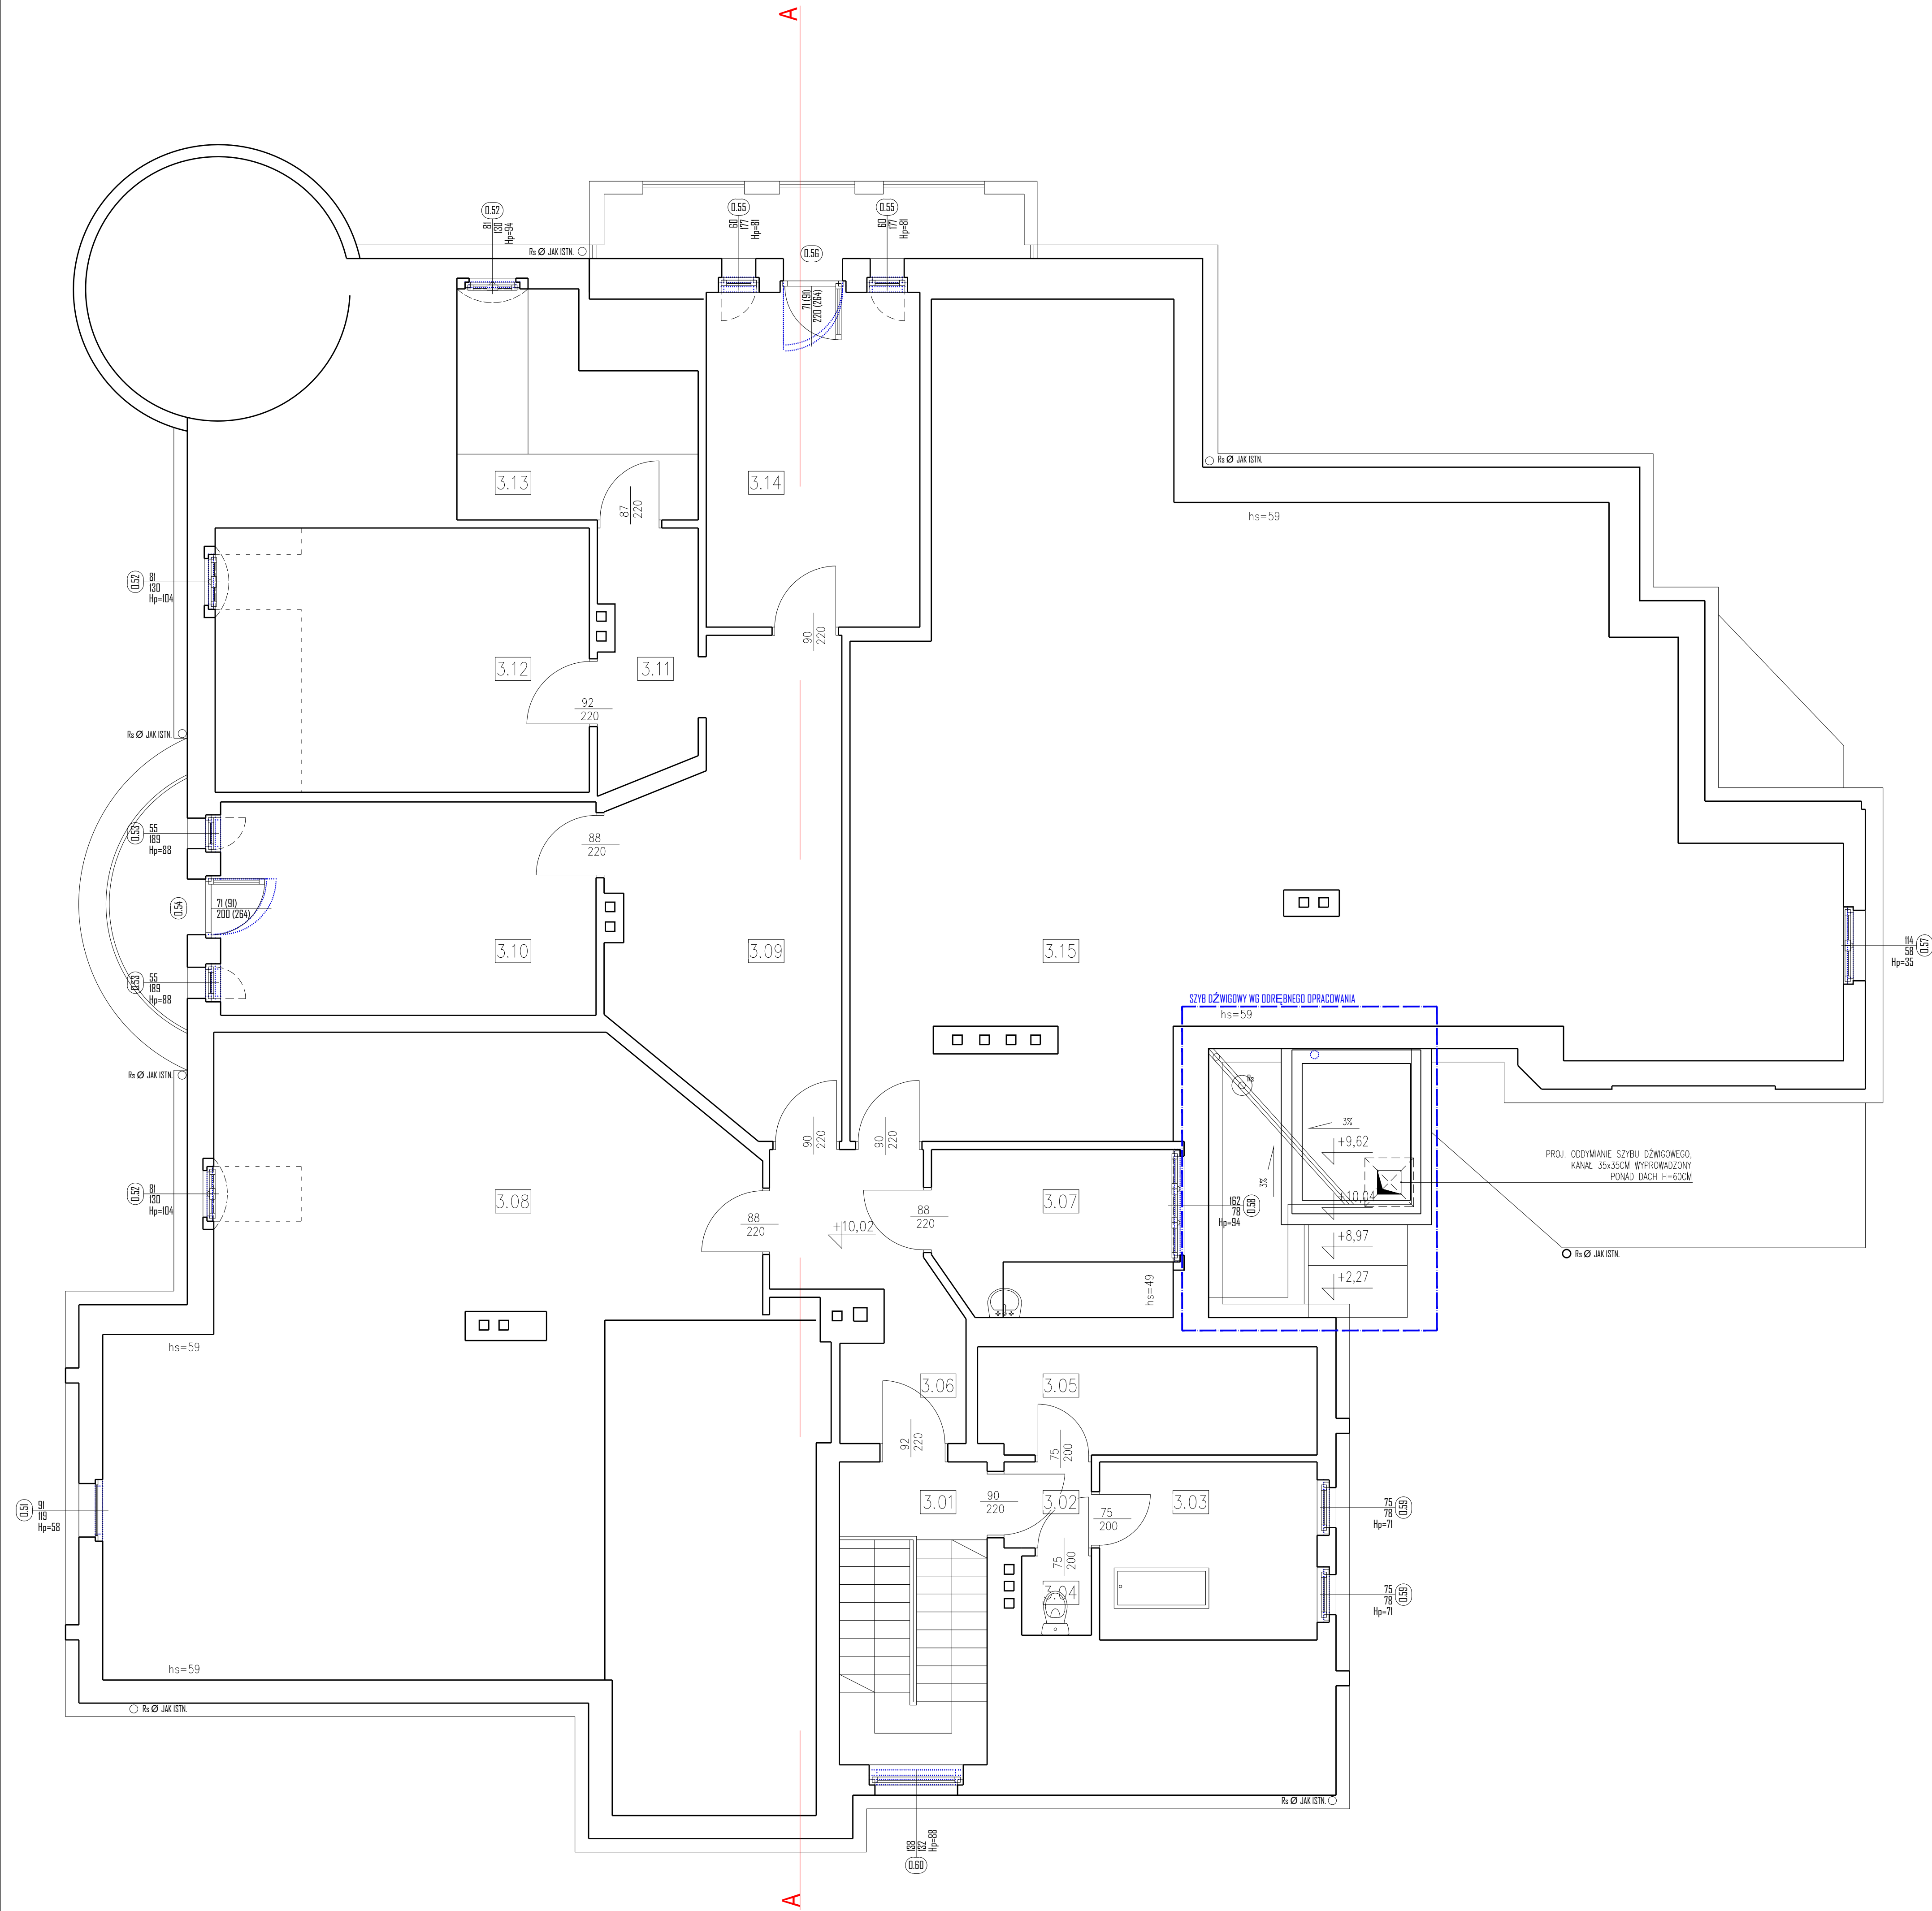 A
0.52
81
130
Hp=94
Rs Ø JAK ISTN.
0.55
60
177
Hp=81
0.55
60
177
Hp=81
0.56
71 (91)
220 (264)
Rs Ø JAK ISTN.
3.13
3.14
87
220
hs=59
0.52
81
130
Hp=104
90
220
3.12
3.11
92
220
Rs Ø JAK ISTN.
0.53
55
189
Hp=88
88
220
0.54
71 (91)
200 (264)
3.10
3.09
3.15
114
58
Hp=35
0.57
0.53
55
189
Hp=88
SZYB DŹWIGOWY WG ODRĘBNEGO OPRACOWANIA
hs=59
Rs Ø JAK ISTN.
Rs
3%
+9,62
90
220
90
220
PROJ. ODDYMIANIE SZYBU DŹWIGOWEGO,
KANAŁ 35x35CM WYPROWADZONY
PONAD DACH H=60CM
3%
+10,04
0.52
81
130
Hp=104
3.08
3.07
162
78
Hp=94
0.58
88
220
+10,02
88
220
+8,97
Rs Ø JAK ISTN.
+2,27
hs=49
hs=59
3.06
3.05
92
220
75
200
0.51
91
119
Hp=58
3.01
90
220
3.02
3.03
75
200
75
78
Hp=71
0.59
75
200
3.04
75
78
Hp=71
0.59
hs=59
Rs Ø JAK ISTN.
Rs Ø JAK ISTN.
138
132
Hp=88
0.60
A